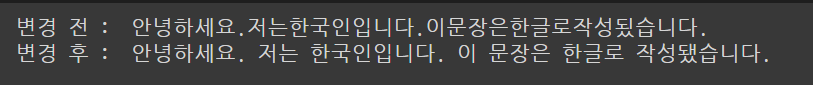 변경 전 :  안녕하세요.저는한국인입니다.이문장은한글로작성됬습니다.
변경 후 :  안녕하세요. 저는 한국인입니다. 이 문장은 한글로 작성됐습니다.